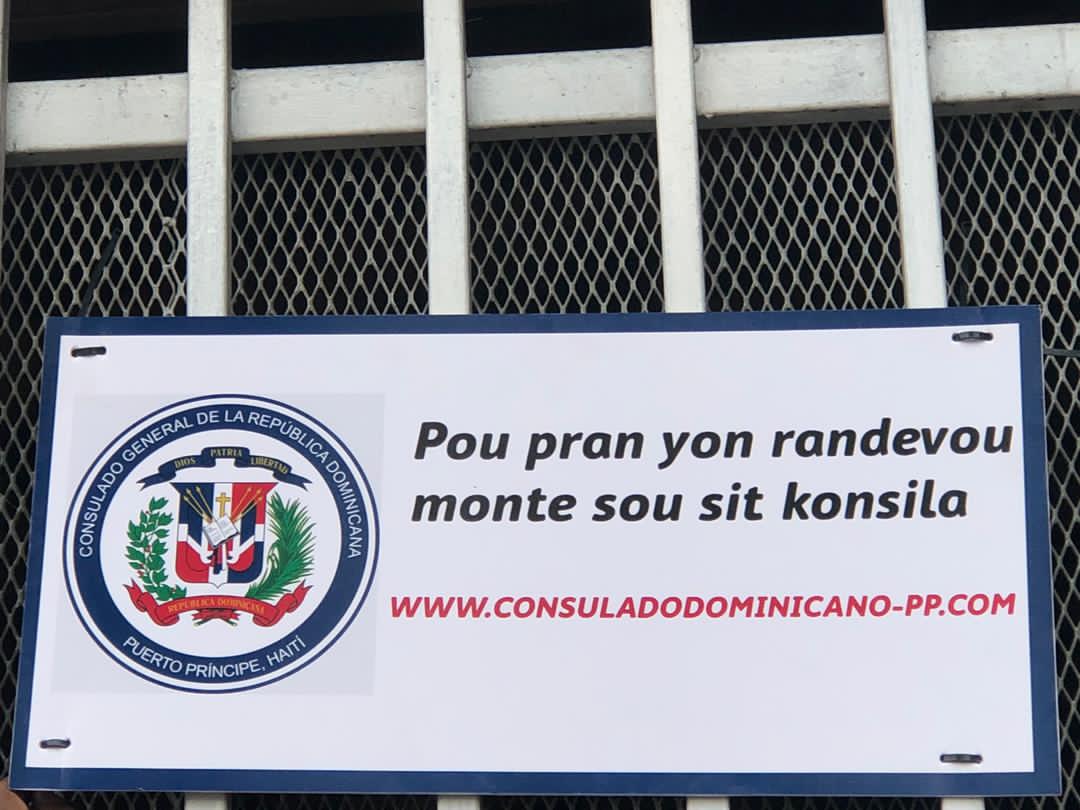 CONSULADO GENERAL DE LA REPÚBLICA DOMINICANA
DIOS PATRIA LIBERTAD
REPÚBLICA DOMINICANA
PUERTO PRÍNCIPE, HAITÍ
Pou pran yon randevou
monte sou sit konsila
WWW.CONSULADODOMINICANO-PP.COM